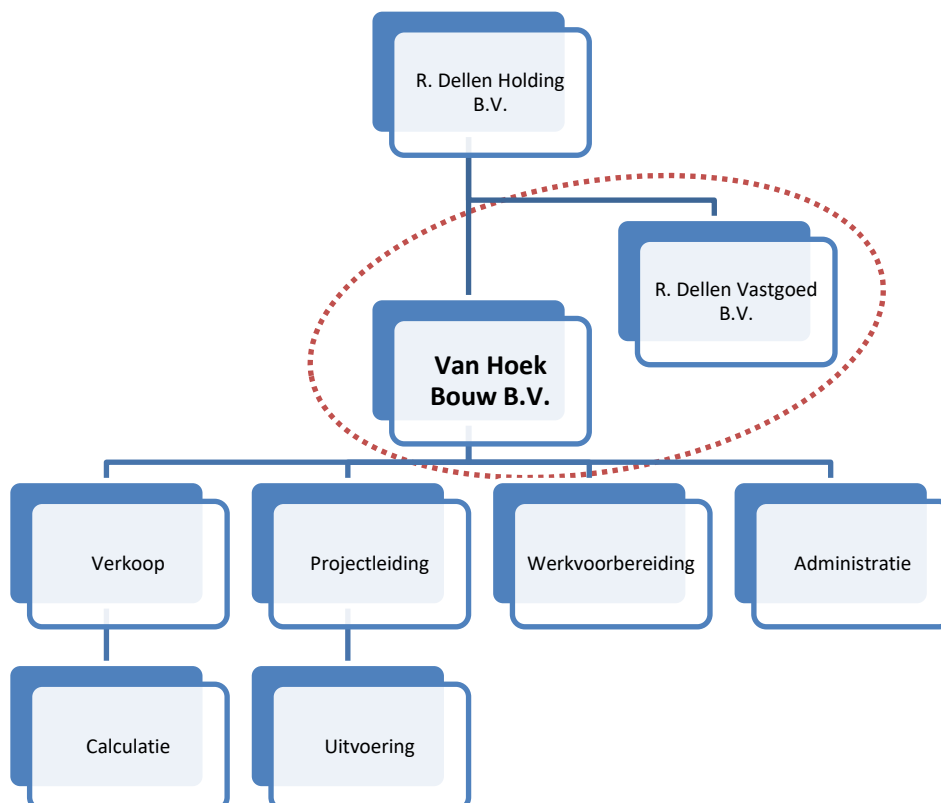 R. Dellen Holding
B.V.
R. Dellen Vastgoed
B.V.
Van Hoek
Bouw B.V.
Verkoop
Projectleiding
Werkvoorbereiding
Administratie
Calculatie
Uitvoering